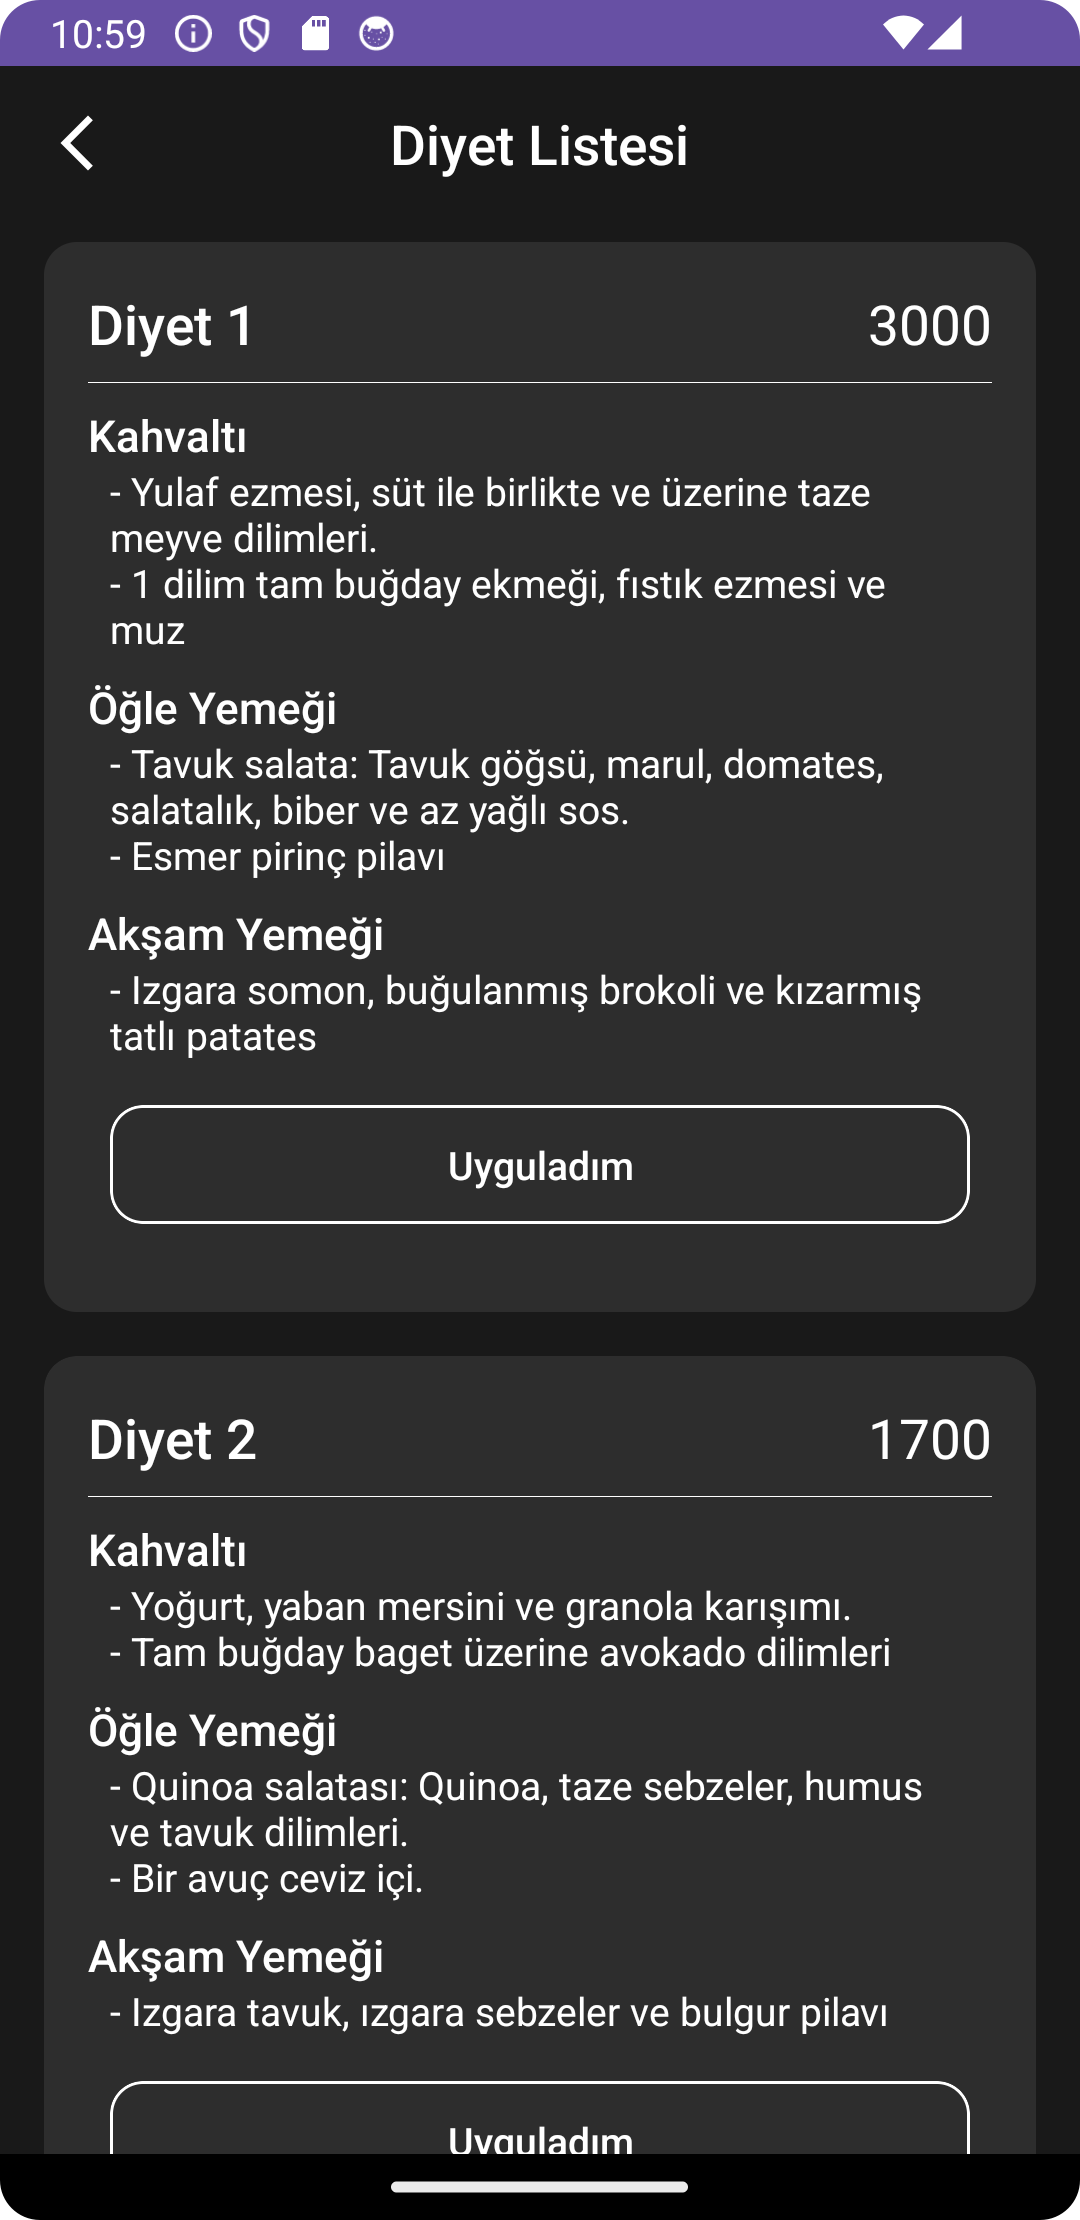 10:59
Diyet Listesi
Diyet 1 3000
Kahvaltı
- Yulaf ezmesi, süt ile birlikte ve üzerine taze
meyve dilimleri.
- 1 dilim tam buğday ekmeği, fıstık ezmesi ve
muz
Öğle Yemeği
- Tavuk salata: Tavuk göğsü, marul, domates,
salatalık, biber ve az yağlı sos.
- Esmer pirinç pilavı
Akşam Yemeği
- Izgara somon, buğulanmış brokoli ve kızarmış
tatlı patates
Uyguladım
Diyet 2 1700
Kahvaltı
- Yoğurt, yaban mersini ve granola karışımı.
- Tam buğday baget üzerine avokado dilimleri
Öğle Yemeği
- Quinoa salatası: Quinoa, taze sebzeler, humus
ve tavuk dilimleri.
- Bir avuç ceviz içi.
Akşam Yemeği
- Izgara tavuk, ızgara sebzeler ve bulgur pilavı
Uyguladım